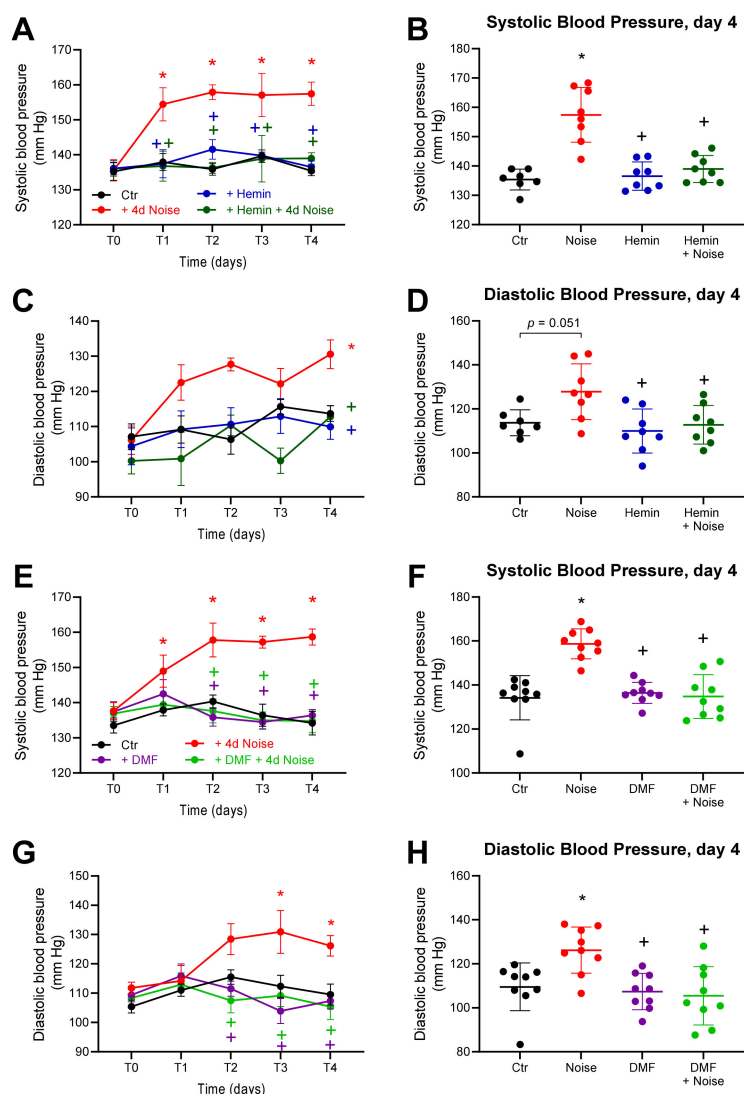 A
Systolic blood pressure
(mm Hg)
170
160
150
140
130
120
* * * *
+ + + +
+ + + +
Ctr
+ Hemin
+ 4d Noise
+ Hemin + 4d Noise
T0 T1 T2 T3 T4
Time (days)
B
Systolic Blood Pressure, day 4
Systolic blood pressure
(mm Hg)
180
170
160
150
140
130
120
*
+ +
Ctr Noise Hemin Hemin
+ Noise
C
Diastolic blood pressure
(mm Hg)
140
130
120
110
100
90
*
+
+
T0 T1 T2 T3 T4
Time (days)
D
Diastolic Blood Pressure, day 4
Diastolic blood pressure
(mm Hg)
160
140
120
100
80
p = 0.051
+ +
Ctr Noise Hemin Hemin
+ Noise
E
Systolic blood pressure
(mm Hg)
170
160
150
140
130
120
* * * *
+ + +
+ + +
Ctr
+ 4d Noise
+ DMF
+ DMF + 4d Noise
T0 T1 T2 T3 T4
Time (days)
F
Systolic Blood Pressure, day 4
Systolic blood pressure
(mm Hg)
180
160
140
120
100
*
+ +
Ctr Noise DMF DMF
+ Noise
G
Diastolic blood pressure
(mm Hg)
150
140
130
120
110
100
90
* *
+ + +
+ + +
T0 T1 T2 T3 T4
Time (days)
H
Diastolic Blood Pressure, day 4
Diastolic blood pressure
(mm Hg)
160
140
120
100
80
*
+ +
Ctr Noise DMF DMF
+ Noise